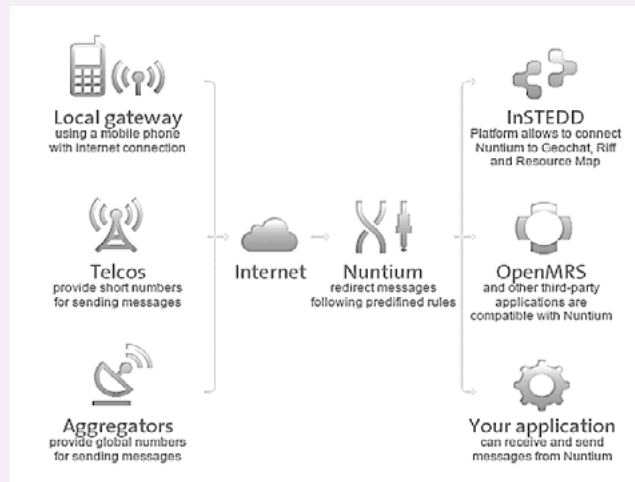 Local gateway
using a mobile phone
with internet connection
Telcos
provide short numbers
for sending messages
Aggregators
provide global numbers
for sending messages
Internet
Nuntium
redirect messages
following predifined rules
InSTEDD
Platform allows to connect
Nuntium to Geochat, Riff
and Resource Map
OpenMRS
and other third-party
applications are
compatible with Nuntium
Your application
can receive and send
messages from Nuntium